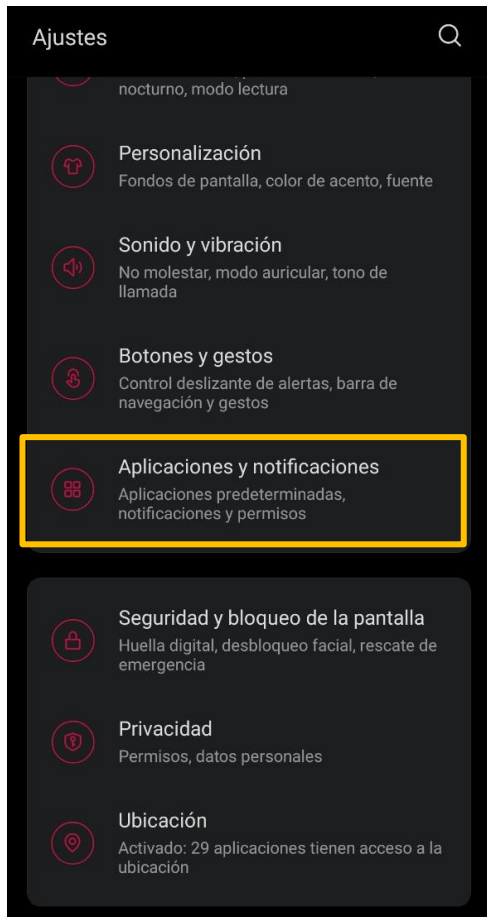 Ajustes
nocturno, modo lectura
Personalización
Fondos de pantalla, color de acento, fuente
Sonido y vibración
No molestar, modo auricular, tono de
llamada
Botones y gestos
Control deslizante de alertas, barra de
navegación y gestos
Aplicaciones y notificaciones
Aplicaciones predeterminadas,
notificaciones y permisos
Seguridad y bloqueo de la pantalla
Huella digital, desbloqueo facial, rescate de
emergencia
Privacidad
Permisos, datos personales
Ubicación
Activado: 29 aplicaciones tienen acceso a la
ubicación